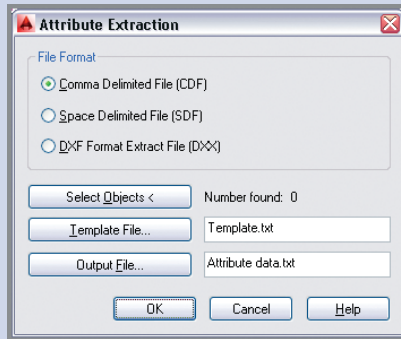 Attribute Extraction
File Format
Comma Delimited File (CDF)
Space Delimited File (SDF)
DXF Format Extract File (DXX)
Select Objects < Number found: 0
Template File... Template.txt
Output File... Attribute data.txt
OK Cancel Help